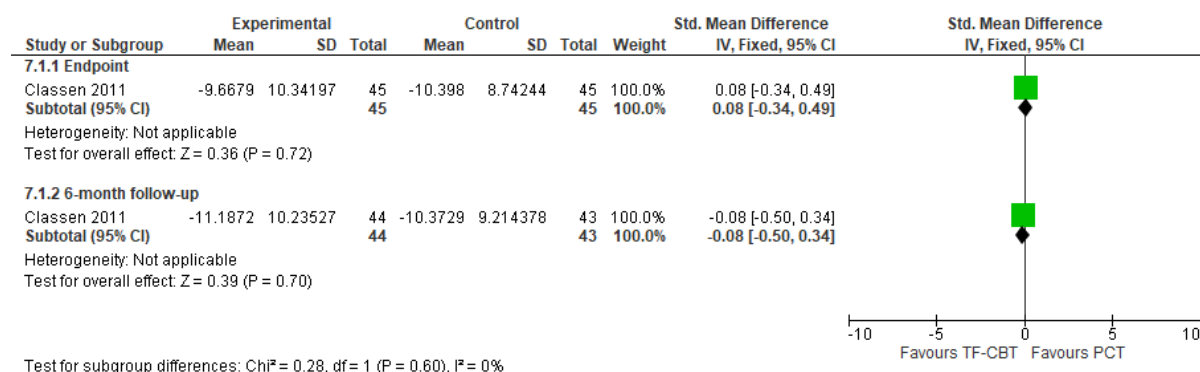 Experimental Control Std. Mean Difference Std. Mean Difference
Study or Subgroup Mean SD Total Mean SD Total Weight IV, Fixed, 95% CI IV, Fixed, 95% CI
7.1.1 Endpoint
Classen 2011 -9.6679 10.34197 45 -10.398 8.74244 45 100.0% 0.08 [-0.34, 0.49]
Subtotal (95% CI) 45 45 100.0% 0.08 [-0.34, 0.49]
Heterogeneity: Not applicable
Test for overall effect: Z = 0.36 (P = 0.72)
7.1.2 6-month follow-up
Classen 2011 -11.1872 10.23527 44 -10.3729 9.214378 43 100.0% -0.08 [-0.50, 0.34]
Subtotal (95% CI) 44 43 100.0% -0.08 [-0.50, 0.34]
Heterogeneity: Not applicable
Test for overall effect: Z = 0.39 (P = 0.70)
-10 -5 0 5 10
Favours TF-CBT Favours PCT
Test for subgroup differences: Chi² = 0.28, df = 1 (P = 0.60), I² = 0%